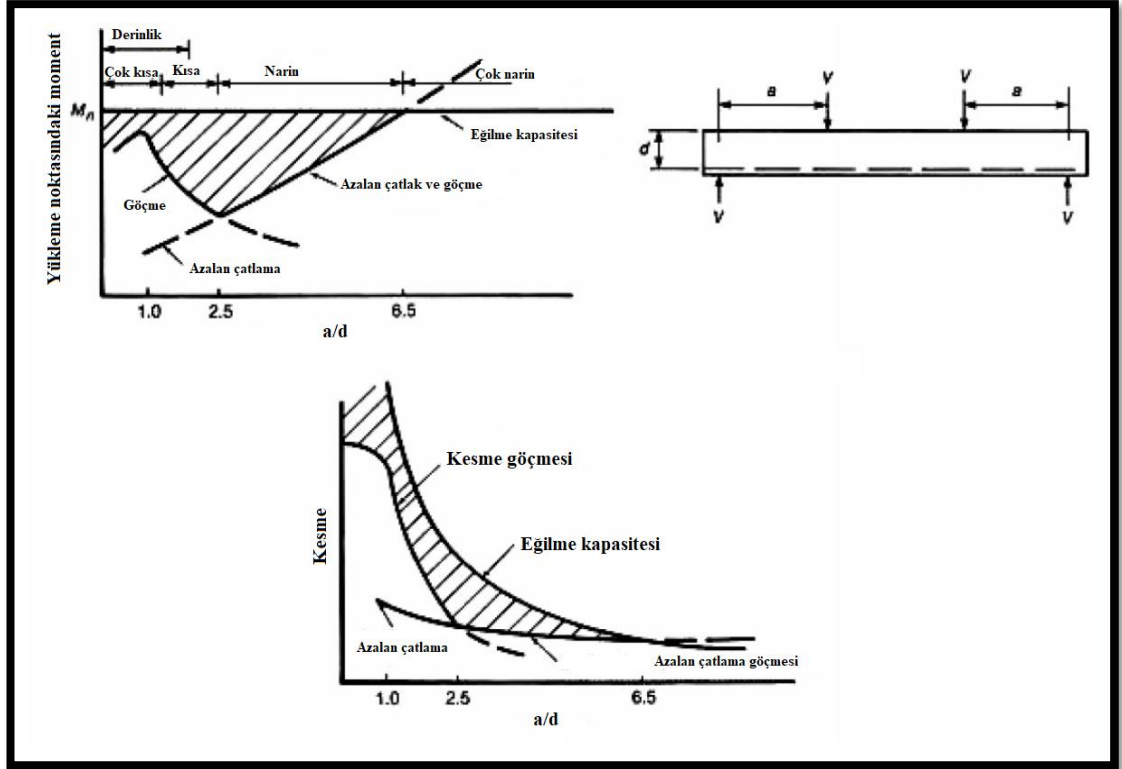 Derinlik
Çok kısa
Kısa
Narin
Çok narin
Yükleme noktasındaki moment
Mn
Eğilme kapasitesi
Azalan çatlak ve göçme
Göçme
Azalan çatlama
1.0
2.5
6.5
a/d
V
V
a
a
d
V
V
Kesme
Kesme göçmesi
Eğilme kapasitesi
Azalan çatlama
Azalan çatlama göçmesi
1.0
2.5
6.5
a/d